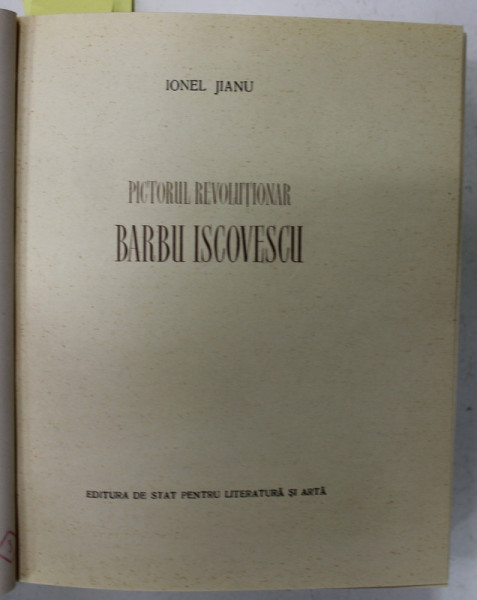 IONEL JIANU
PICTORUL REVOLUȚIONAR
BARBU ISCOVESCU
EDITURA DE STAT PENTRU LITERATURĂ ȘI ARTĂ